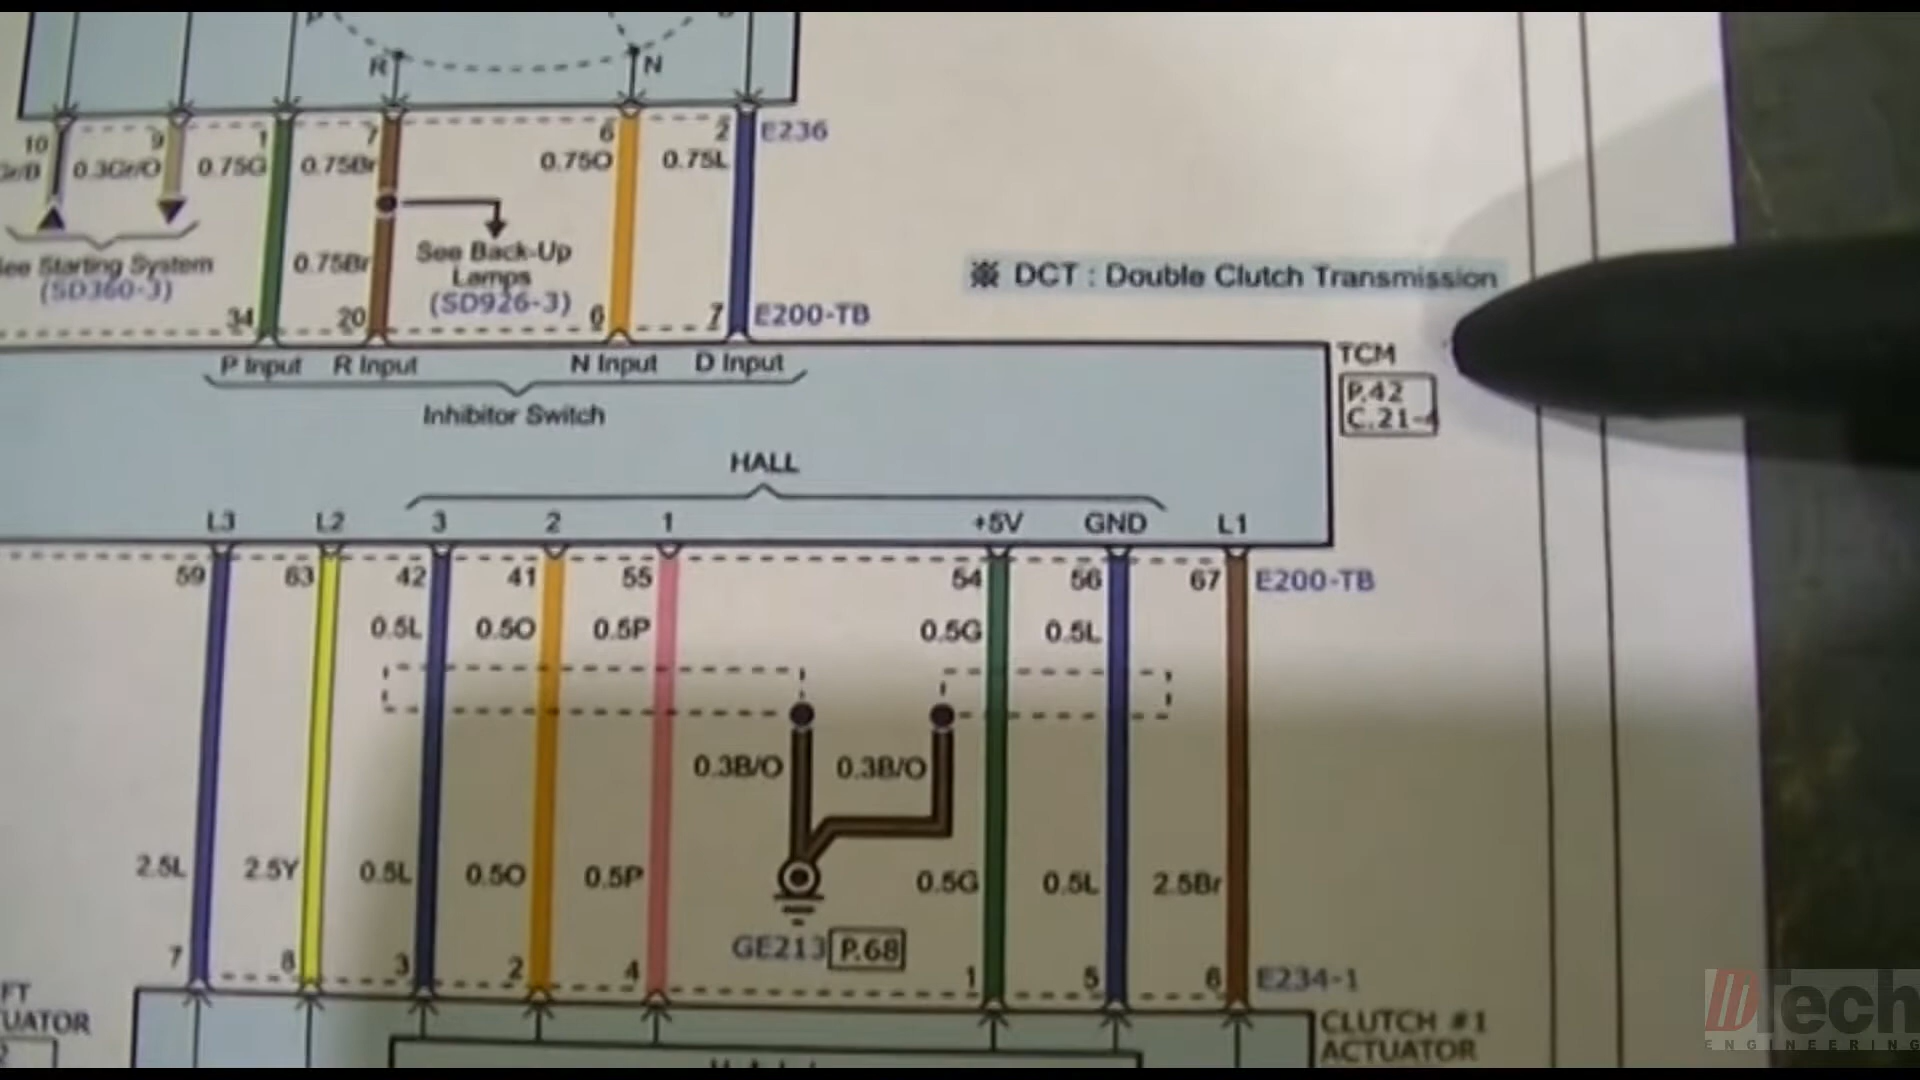 R N
10 9 1 7 6 2 E236
Gr/B 0.3Gr/O 0.75G 0.75Br 0.75O 0.75L
See Back-Up
Lamps
(SD926-3)
See Starting System
(SD360-3)
0.75Br
※ DCT : Double Clutch Transmission
34 20 6 7 E200-TB
P Input R Input N Input D Input
Inhibitor Switch
TCM
P.42
C.21-4
HALL
L3 L2 3 2 1 +5V GND L1
59 63 42 41 55 54 56 67 E200-TB
0.5L 0.5O 0.5P 0.5G 0.5L
0.3B/O 0.3B/O
2.5L 2.5Y 0.5L 0.5O 0.5P 0.5G 0.5L 2.5Br
GE213 P.68
7 8 3 2 4 1 5 6 E234-1
CLUTCH #1
ACTUATOR
DTech
ENGINEERING